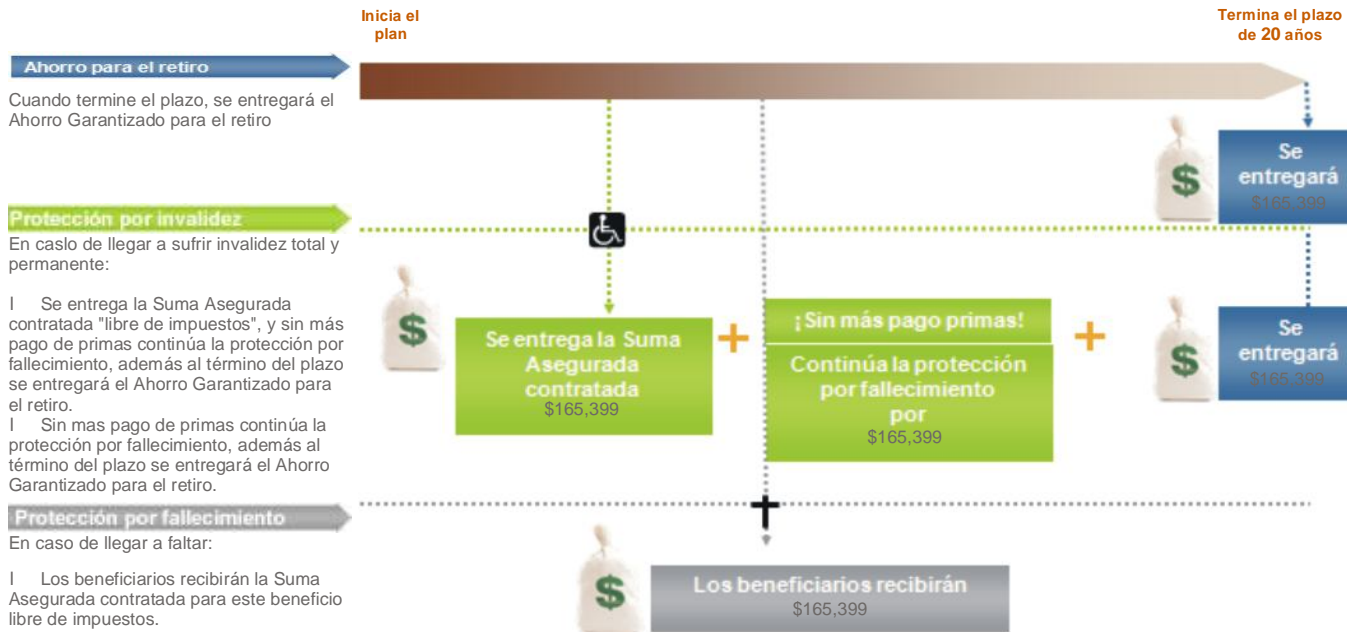 Inicia el
plan
Termina el plazo
de 20 años
Ahorro para el retiro
Cuando termine el plazo, se entregará el
Ahorro Garantizado para el retiro
$
Se
entregará
$165,399
Protección por invalidez
En caslo de llegar a sufrir invalidez total y
permanente:
I Se entrega la Suma Asegurada
contratada "libre de impuestos", y sin más
pago de primas continúa la protección por
fallecimiento, además al término del plazo
se entregará el Ahorro Garantizado para
el retiro.
I Sin mas pago de primas continúa la
protección por fallecimiento, además al
término del plazo se entregará el Ahorro
Garantizado para el retiro.
$
Se entrega la Suma
Asegurada
contratada
$165,399
+
¡Sin más pago primas!
Continúa la protección
por fallecimiento
por
$165,399
+
$
Se
entregará
$165,399
Protección por fallecimiento
En caso de llegar a faltar:
I Los beneficiarios recibirán la Suma
Asegurada contratada para este beneficio
libre de impuestos.
$
Los beneficiarios recibirán
$165,399